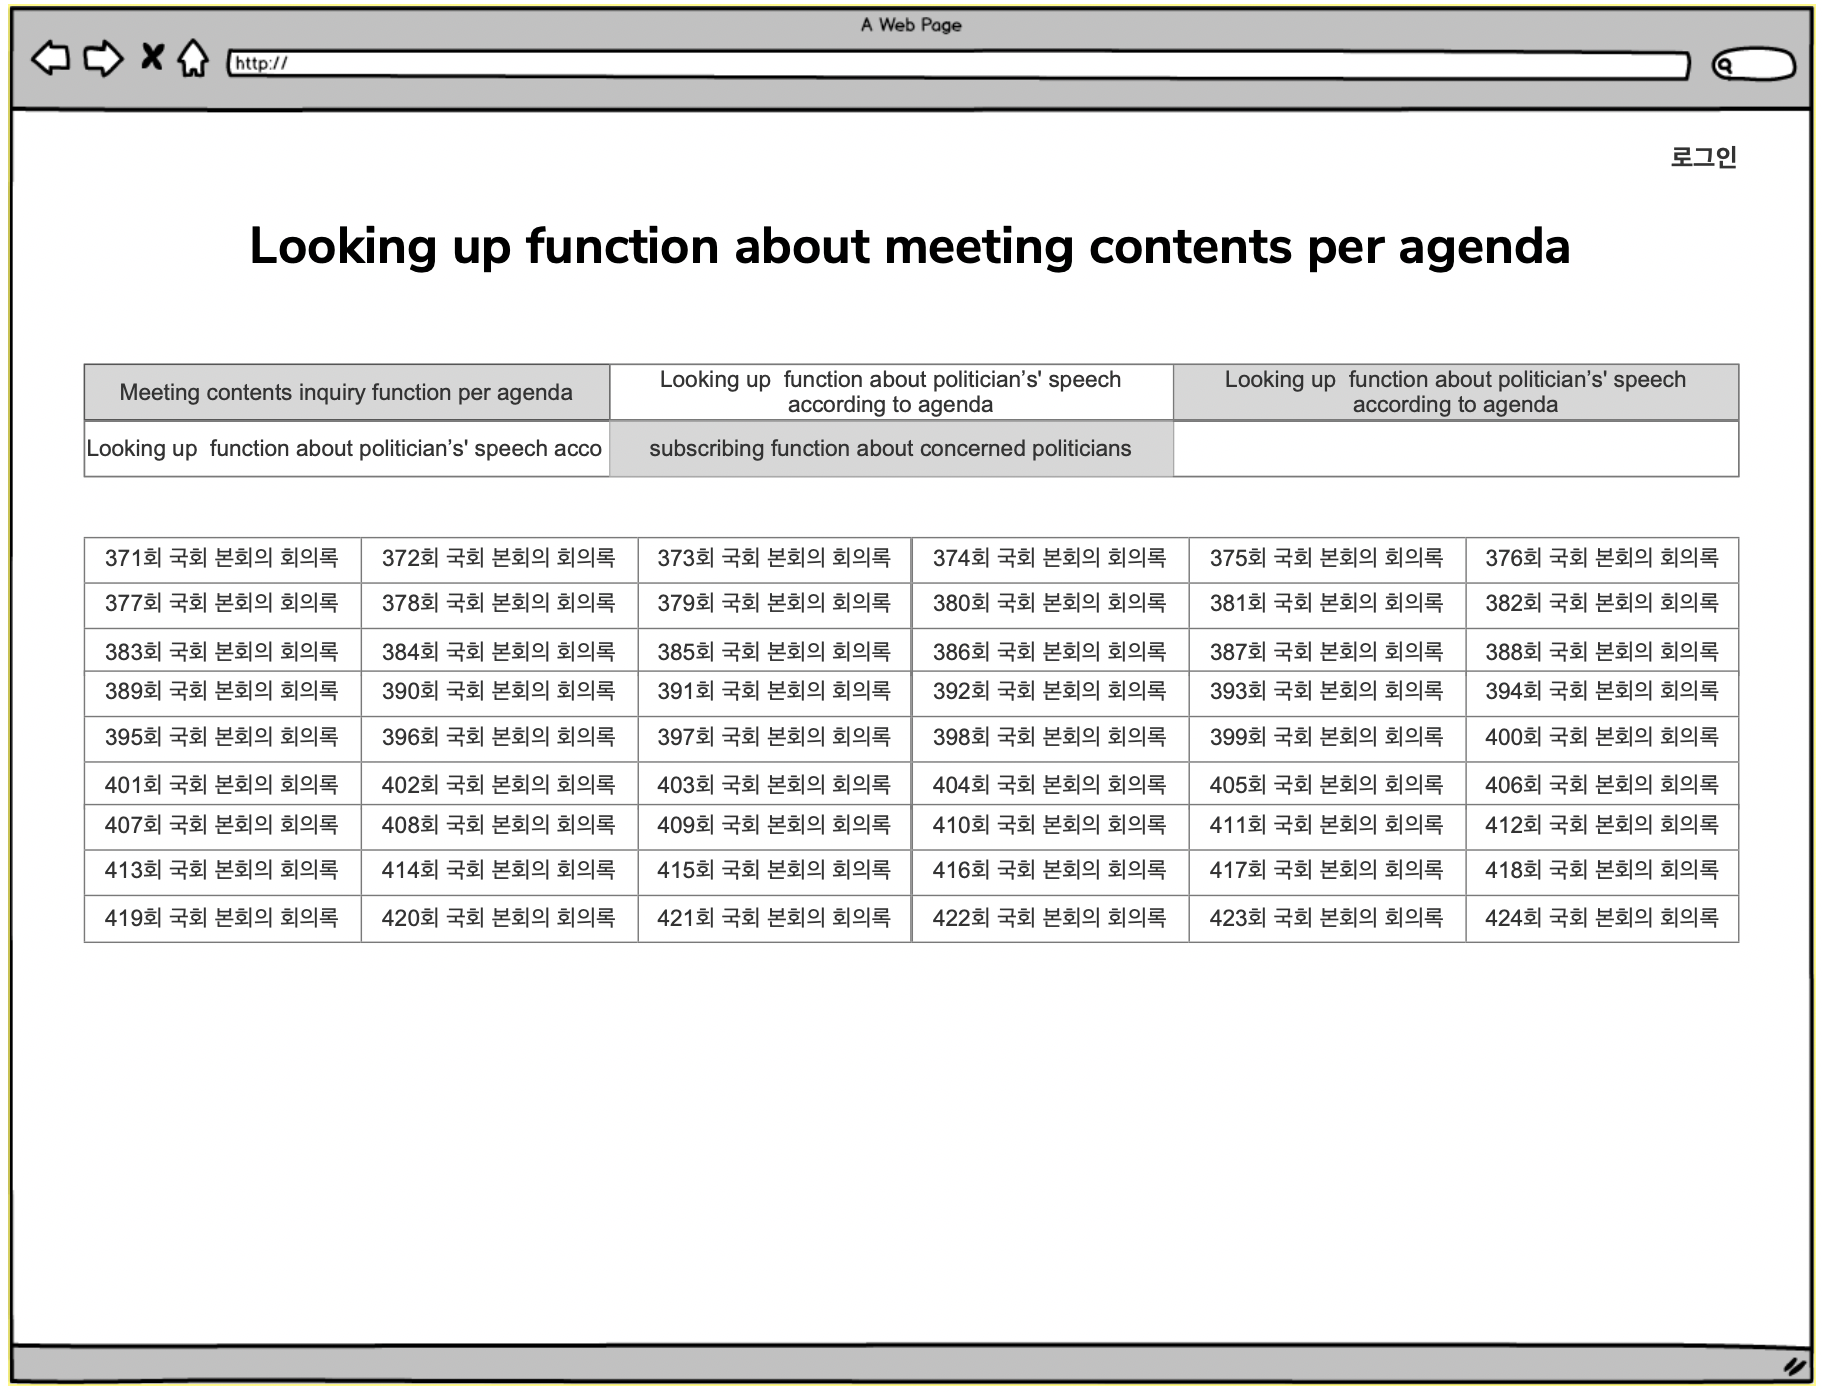 A Web Page
http://
로그인
Looking up function about meeting contents per agenda
Meeting contents inquiry function per agenda
Looking up  function about politician’s' speech
according to agenda
Looking up  function about politician’s' speech
according to agenda
Looking up  function about politician’s' speech acco
subscribing function about concerned politicians
371회 국회 본회의 회의록 372회 국회 본회의 회의록 373회 국회 본회의 회의록 374회 국회 본회의 회의록 375회 국회 본회의 회의록 376회 국회 본회의 회의록
377회 국회 본회의 회의록 378회 국회 본회의 회의록 379회 국회 본회의 회의록 380회 국회 본회의 회의록 381회 국회 본회의 회의록 382회 국회 본회의 회의록
383회 국회 본회의 회의록 384회 국회 본회의 회의록 385회 국회 본회의 회의록 386회 국회 본회의 회의록 387회 국회 본회의 회의록 388회 국회 본회의 회의록
389회 국회 본회의 회의록 390회 국회 본회의 회의록 391회 국회 본회의 회의록 392회 국회 본회의 회의록 393회 국회 본회의 회의록 394회 국회 본회의 회의록
395회 국회 본회의 회의록 396회 국회 본회의 회의록 397회 국회 본회의 회의록 398회 국회 본회의 회의록 399회 국회 본회의 회의록 400회 국회 본회의 회의록
401회 국회 본회의 회의록 402회 국회 본회의 회의록 403회 국회 본회의 회의록 404회 국회 본회의 회의록 405회 국회 본회의 회의록 406회 국회 본회의 회의록
407회 국회 본회의 회의록 408회 국회 본회의 회의록 409회 국회 본회의 회의록 410회 국회 본회의 회의록 411회 국회 본회의 회의록 412회 국회 본회의 회의록
413회 국회 본회의 회의록 414회 국회 본회의 회의록 415회 국회 본회의 회의록 416회 국회 본회의 회의록 417회 국회 본회의 회의록 418회 국회 본회의 회의록
419회 국회 본회의 회의록 420회 국회 본회의 회의록 421회 국회 본회의 회의록 422회 국회 본회의 회의록 423회 국회 본회의 회의록 424회 국회 본회의 회의록